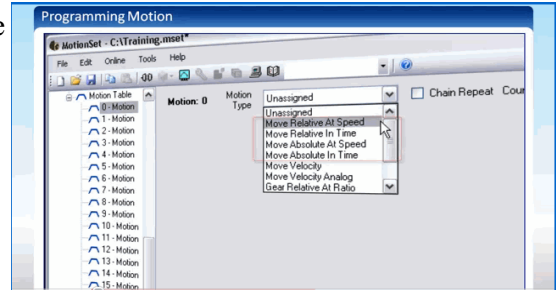 e
Programming Motion
MotionSet - C:\Training.mset*
File Edit Online Tools Help
Motion Table
Motion: 0 Motion Type Unassigned Chain Repeat Cour
Unassigned
Move Relative At Speed
Move Relative In Time
Move Absolute At Speed
Move Absolute In Time
Move Velocity
Move Velocity Analog
Gear Relative At Ratio
0 - Motion
1 - Motion
2 - Motion
3 - Motion
4 - Motion
5 - Motion
6 - Motion
7 - Motion
8 - Motion
9 - Motion
10 - Motion
11 - Motion
12 - Motion
13 - Motion
14 - Motion
15 - Motion